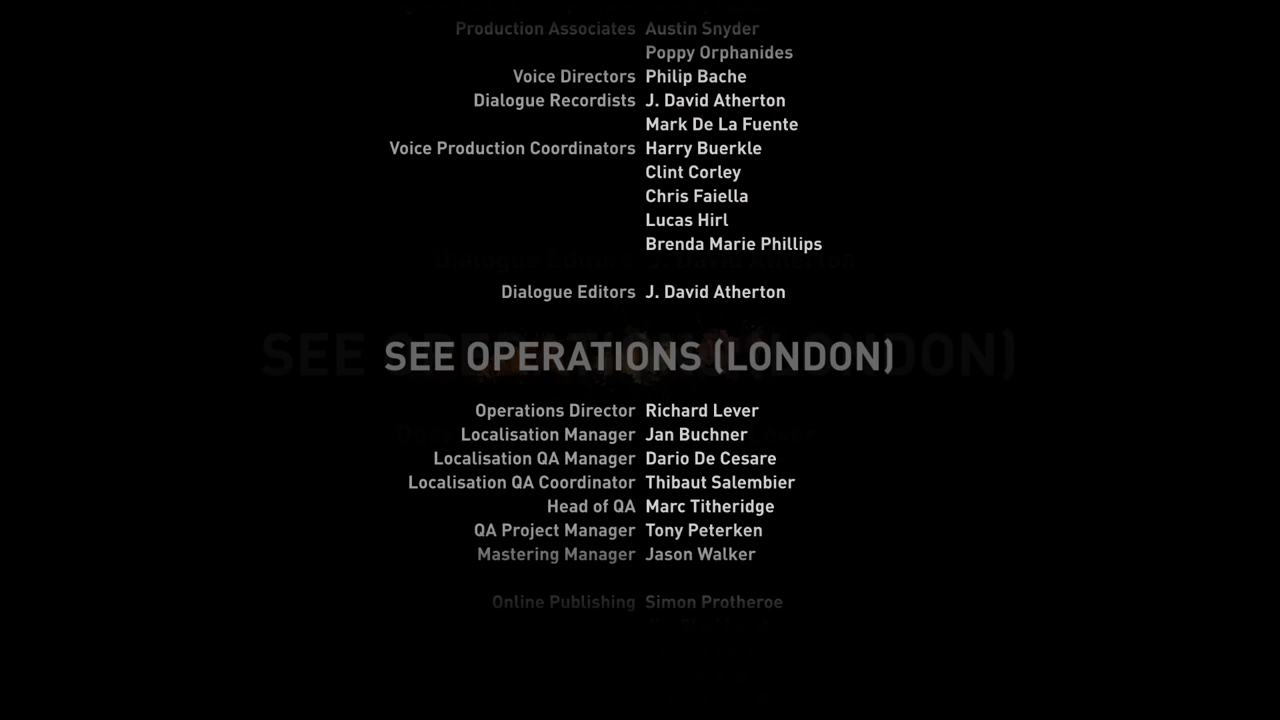 Production Associates Austin Snyder
Poppy Orphanides
Voice Directors Philip Bache
Dialogue Recordists J. David Atherton
Mark De La Fuente
Voice Production Coordinators Harry Buerkle
Clint Corley
Chris Faiella
Lucas Hirl
Brenda Marie Phillips
Dialogue Editors J. David Atherton
SEE OPERATIONS (LONDON)
Operations Director Richard Lever
Localisation Manager Jan Buchner
Localisation QA Manager Dario De Cesare
Localisation QA Coordinator Thibaut Salembier
Head of QA Marc Titheridge
QA Project Manager Tony Peterken
Mastering Manager Jason Walker
Online Publishing Simon Protheroe